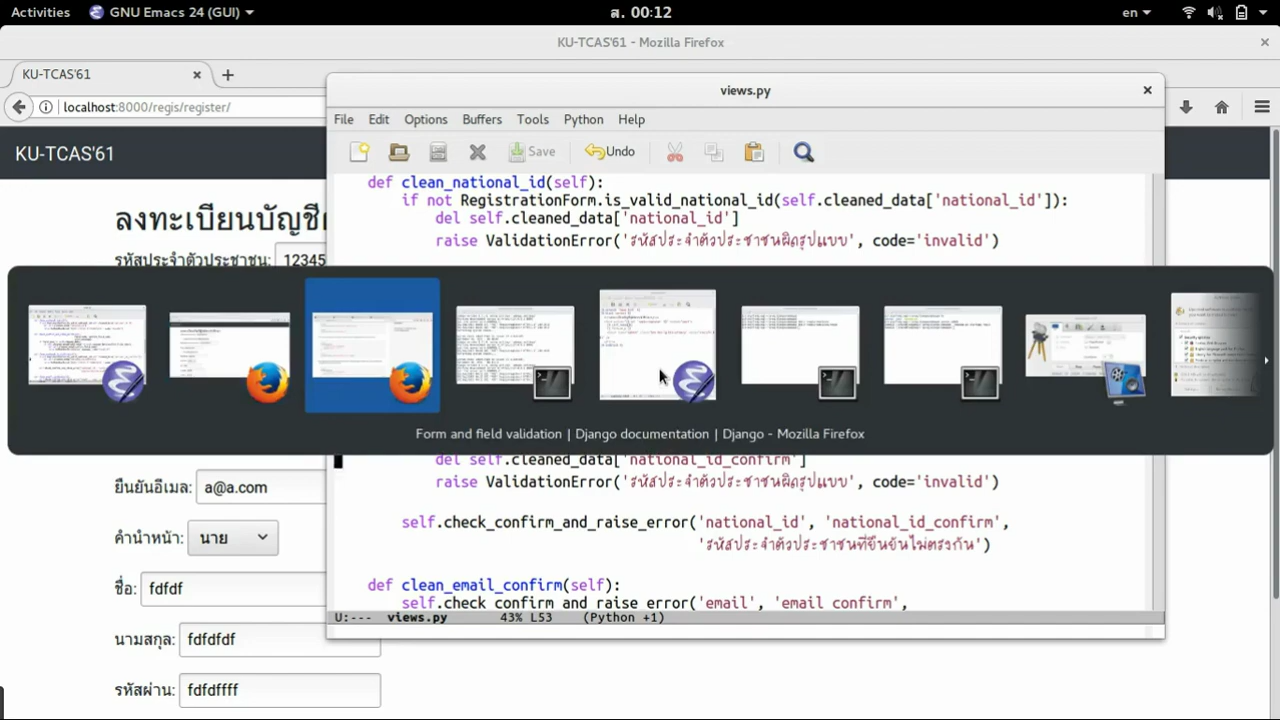 Activities GNU Emacs 24 (GUI) ส. 00:12 en
KU-TCAS'61 - Mozilla Firefox
KU-TCAS'61
localhost:8000/regis/register/
views.py
File Edit Options Buffers Tools Python Help
Save Undo
KU-TCAS'61
ลงทะเบียนบัญชี
รหัสประจำตัวประชาชน: 12345
def clean_national_id(self):
if not RegistrationForm.is_valid_national_id(self.cleaned_data['national_id']):
del self.cleaned_data['national_id']
raise ValidationError('รหัสประจำตัวประชาชนผิดรูปแบบ', code='invalid')
Form and field validation | Django documentation | Django - Mozilla Firefox
del self.cleaned_data['national_id_confirm']
raise ValidationError('รหัสประจำตัวประชาชนผิดรูปแบบ', code='invalid')
self.check_confirm_and_raise_error('national_id', 'national_id_confirm',
'รหัสประจำตัวประชาชนที่ยืนยันไม่ตรงกัน')
def clean_email_confirm(self):
self.check_confirm_and_raise_error('email', 'email_confirm',
U:--- views.py 43% L53 (Python +1)
ยืนยันอีเมล: a@a.com
คำนำหน้า: นาย
ชื่อ: fdfdf
นามสกุล: fdfdfdf
รหัสผ่าน: fdfdffff